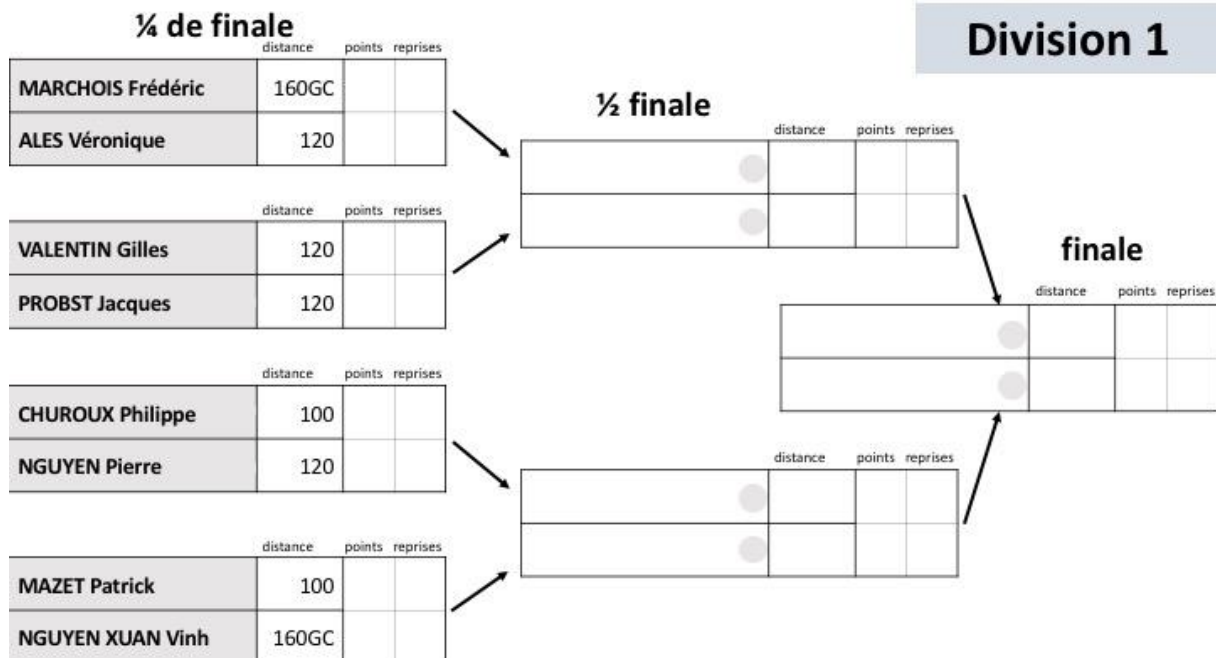 ¼ de finale
Division 1
distance points reprises
MARCHOIS Frédéric 160GC
ALES Véronique 120
distance points reprises
VALENTIN Gilles 120
PROBST Jacques 120
distance points reprises
CHUROUX Philippe 100
NGUYEN Pierre 120
distance points reprises
MAZET Patrick 100
NGUYEN XUAN Vinh 160GC
½ finale
distance points reprises
distance points reprises
finale
distance points reprises